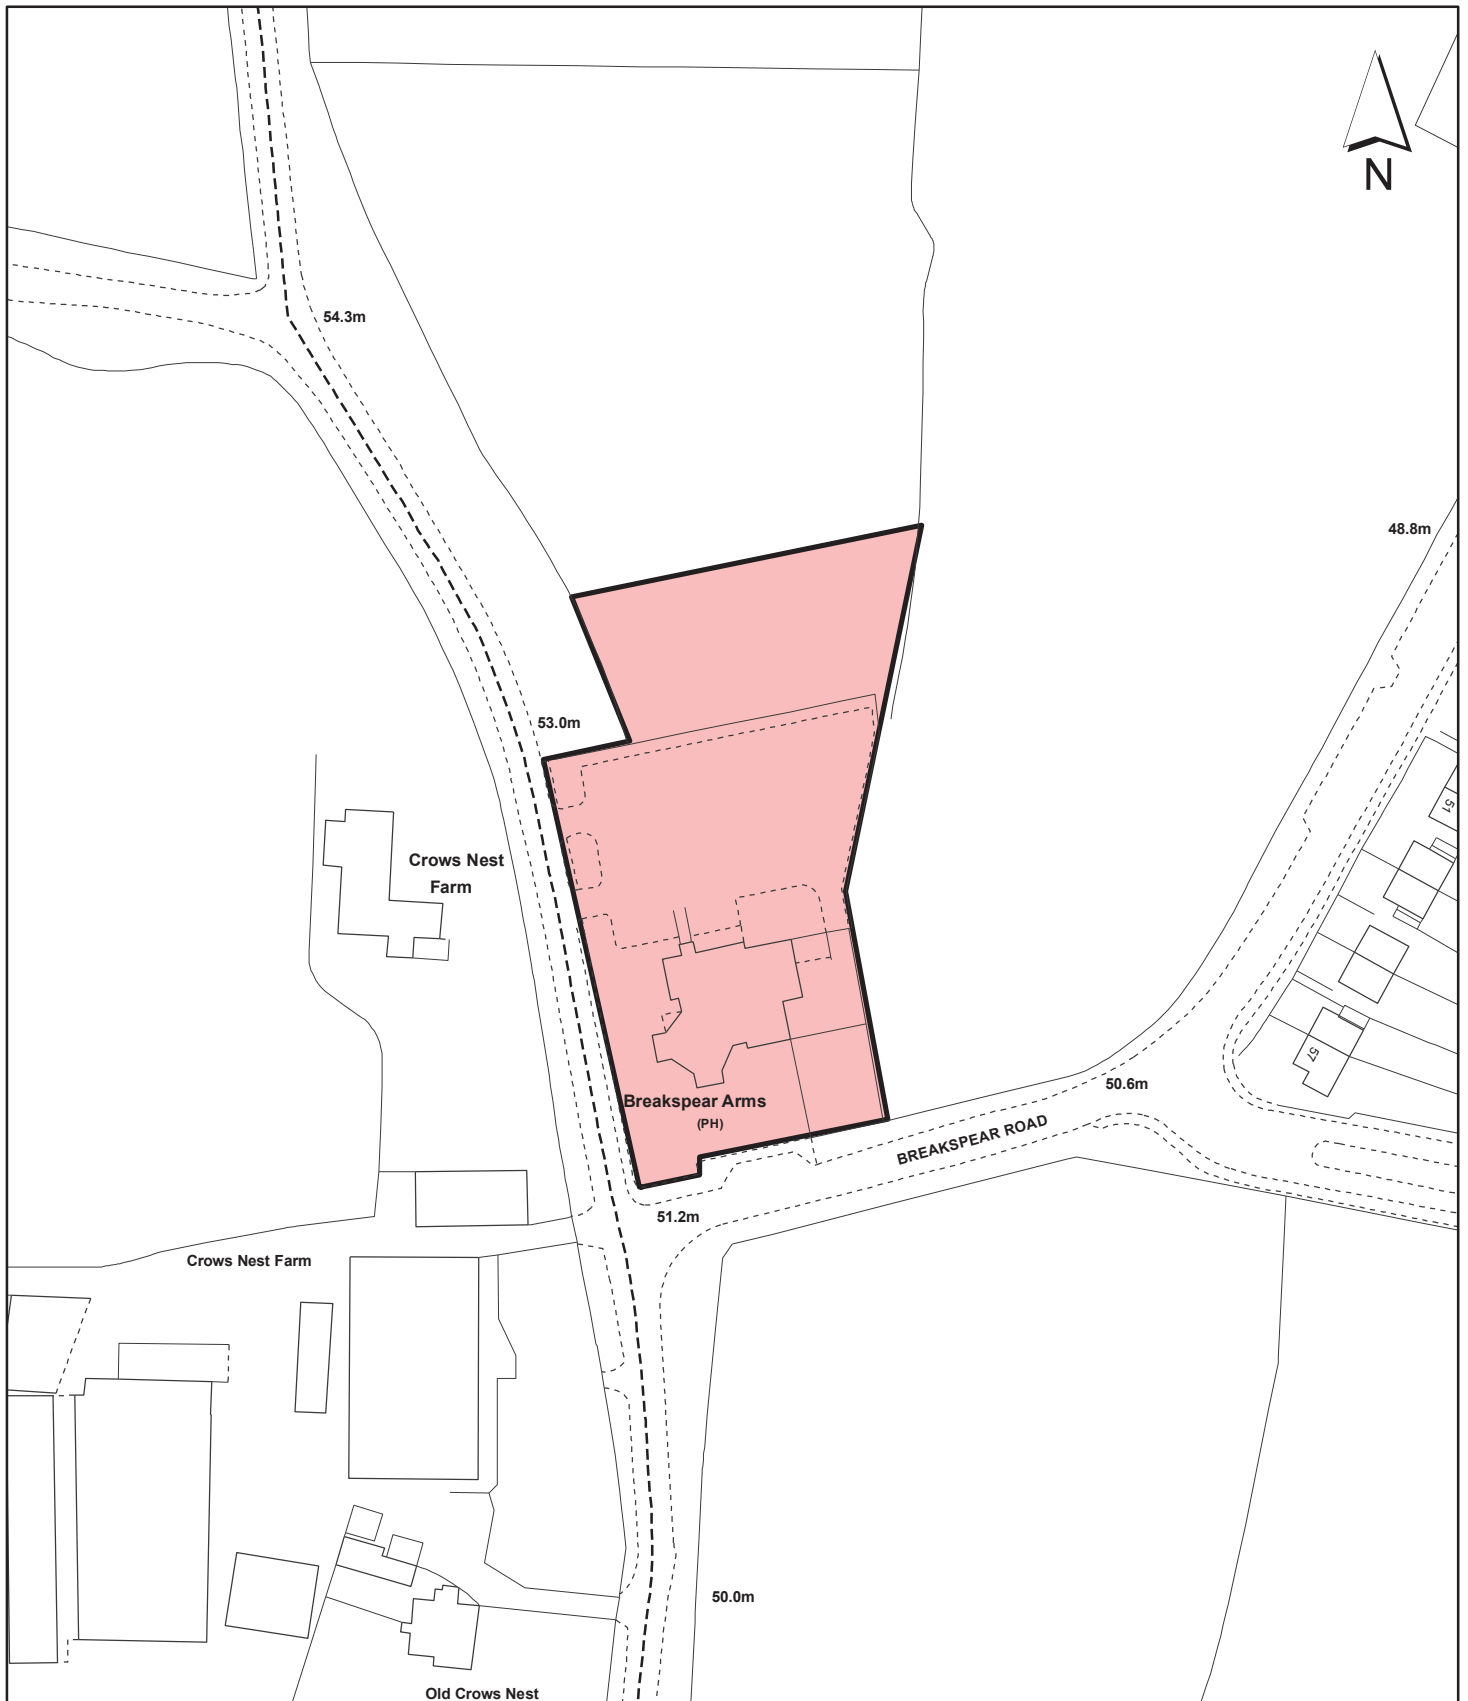 N
54.3m
48.8m
53.0m
51
Crows Nest
Farm
57
50.6m
Breakspear Arms
(PH)
BREAKSPEAR ROAD
51.2m
Crows Nest Farm
50.0m
Old Crows Nest